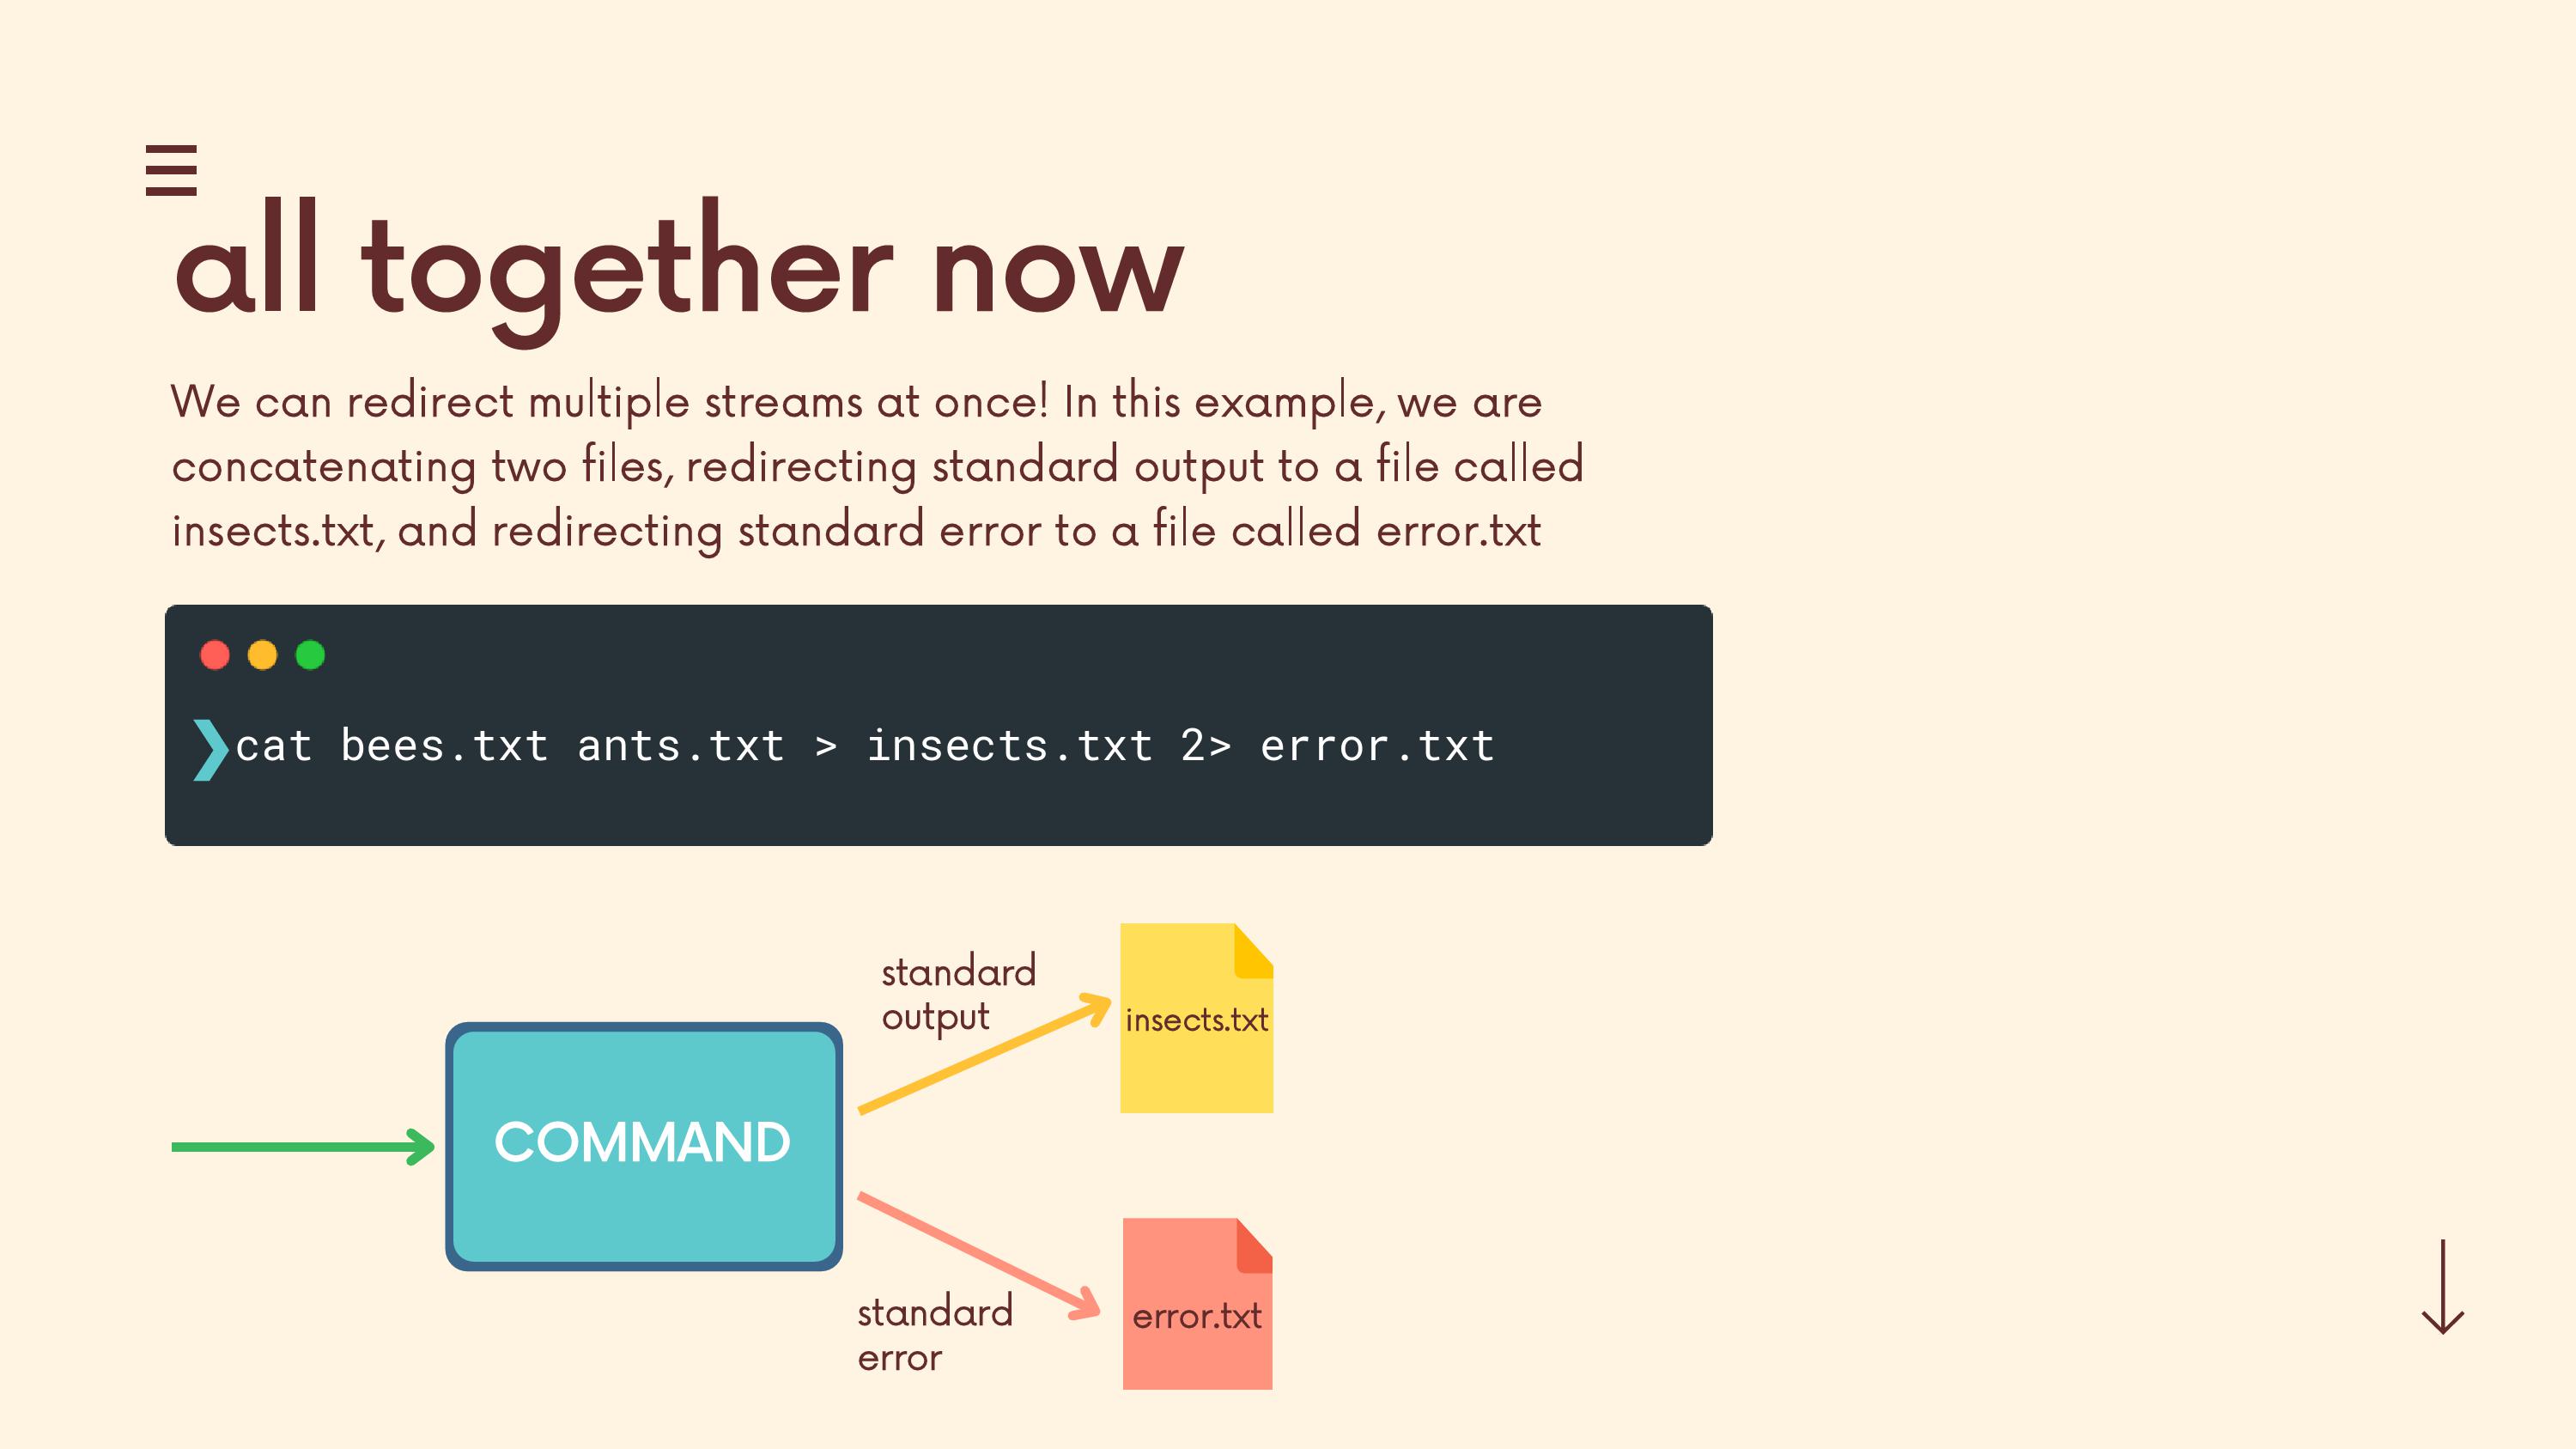 all together now
We can redirect multiple streams at once! In this example, we are
concatenating two files, redirecting standard output to a file called
insects.txt, and redirecting standard error to a file called error.txt
❯cat bees.txt ants.txt > insects.txt 2> error.txt
standard
output
insects.txt
COMMAND
standard
error
error.txt